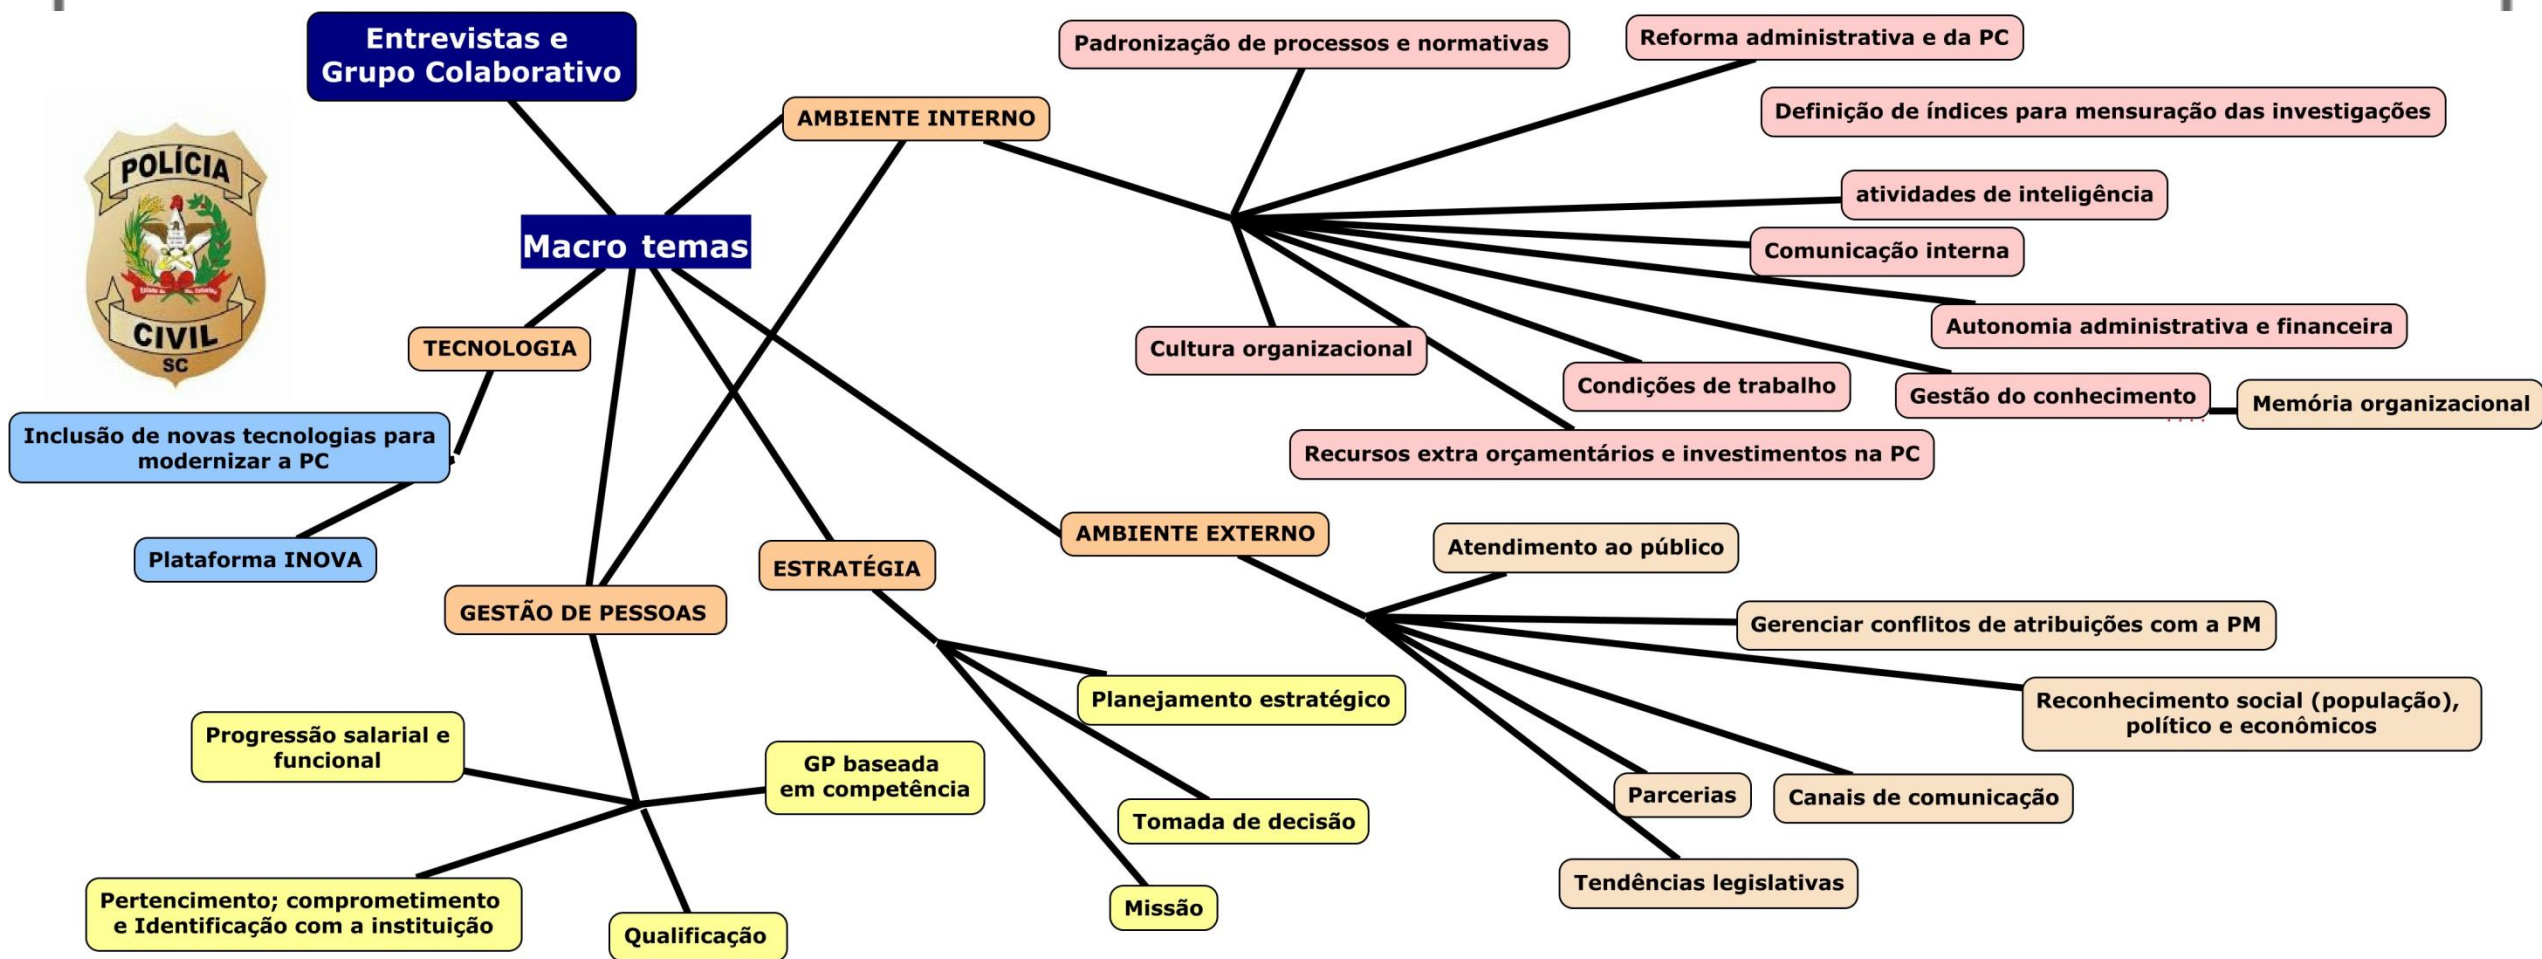 Entrevistas e
Grupo Colaborativo
Padronização de processos e normativas
Reforma administrativa e da PC
AMBIENTE INTERNO
Definição de índices para mensuração das investigações
POLÍCIA
CIVIL
SC
atividades de inteligência
Macro temas
Comunicação interna
Autonomia administrativa e financeira
TECNOLOGIA
Cultura organizacional
Condições de trabalho
Gestão do conhecimento
Memória organizacional
Inclusão de novas tecnologias para
modernizar a PC
Recursos extra orçamentários e investimentos na PC
Plataforma INOVA
ESTRATÉGIA
AMBIENTE EXTERNO
Atendimento ao público
GESTÃO DE PESSOAS
Gerenciar conflitos de atribuições com a PM
Planejamento estratégico
Reconhecimento social (população),
político e econômicos
Progressão salarial e
funcional
GP baseada
em competência
Parcerias
Canais de comunicação
Tomada de decisão
Tendências legislativas
Pertencimento; comprometimento
e Identificação com a instituição
Missão
Qualificação